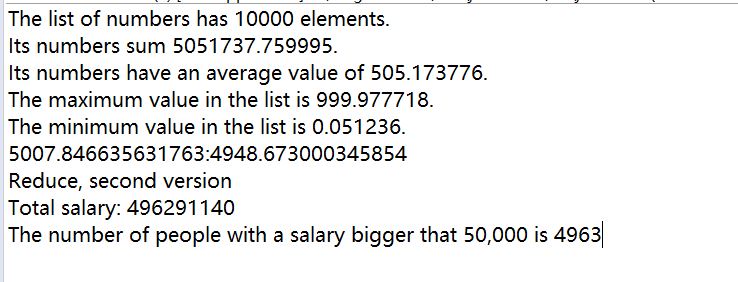 The list of numbers has 10000 elements.
Its numbers sum 5051737.759995.
Its numbers have an average value of 505.173776.
The maximum value in the list is 999.977718.
The minimum value in the list is 0.051236.
5007.846635631763:4948.673000345854
Reduce, second version
Total salary: 496291140
The number of people with a salary bigger that 50,000 is 4963